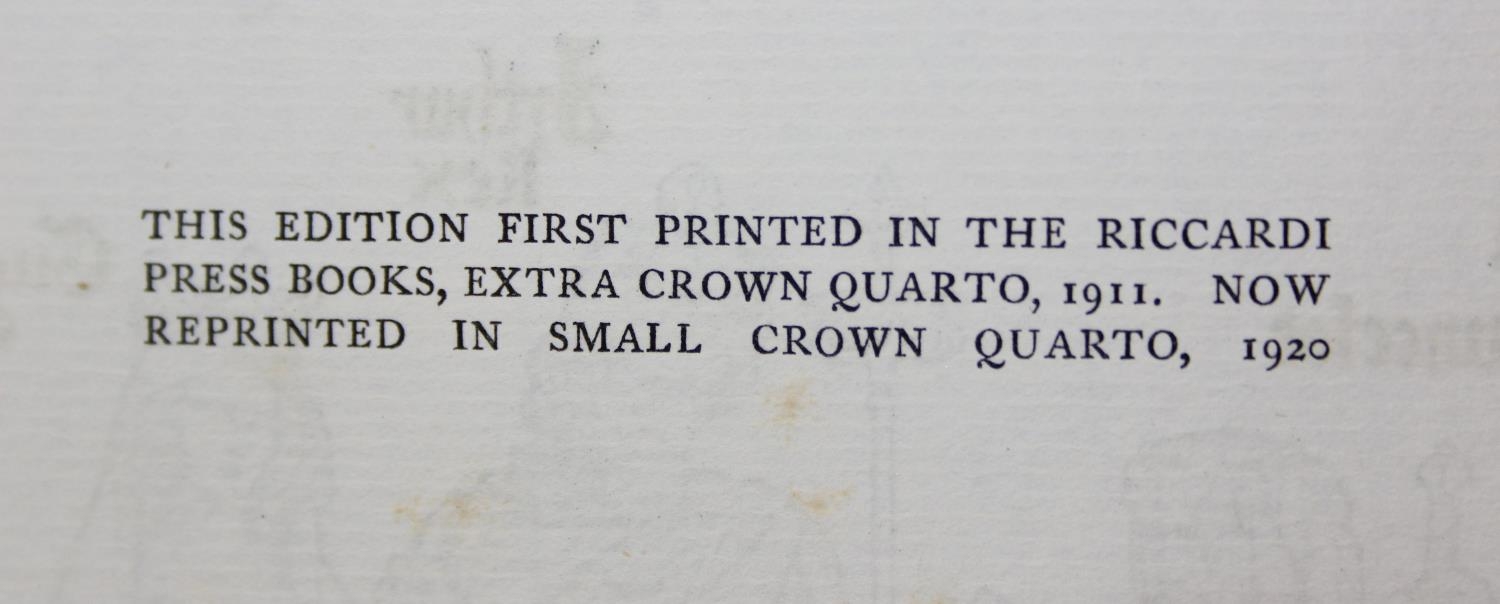 THIS EDITION FIRST PRINTED IN THE RICCARDI
PRESS BOOKS, EXTRA CROWN QUARTO, 1911. NOW
REPRINTED IN SMALL CROWN QUARTO, 1920